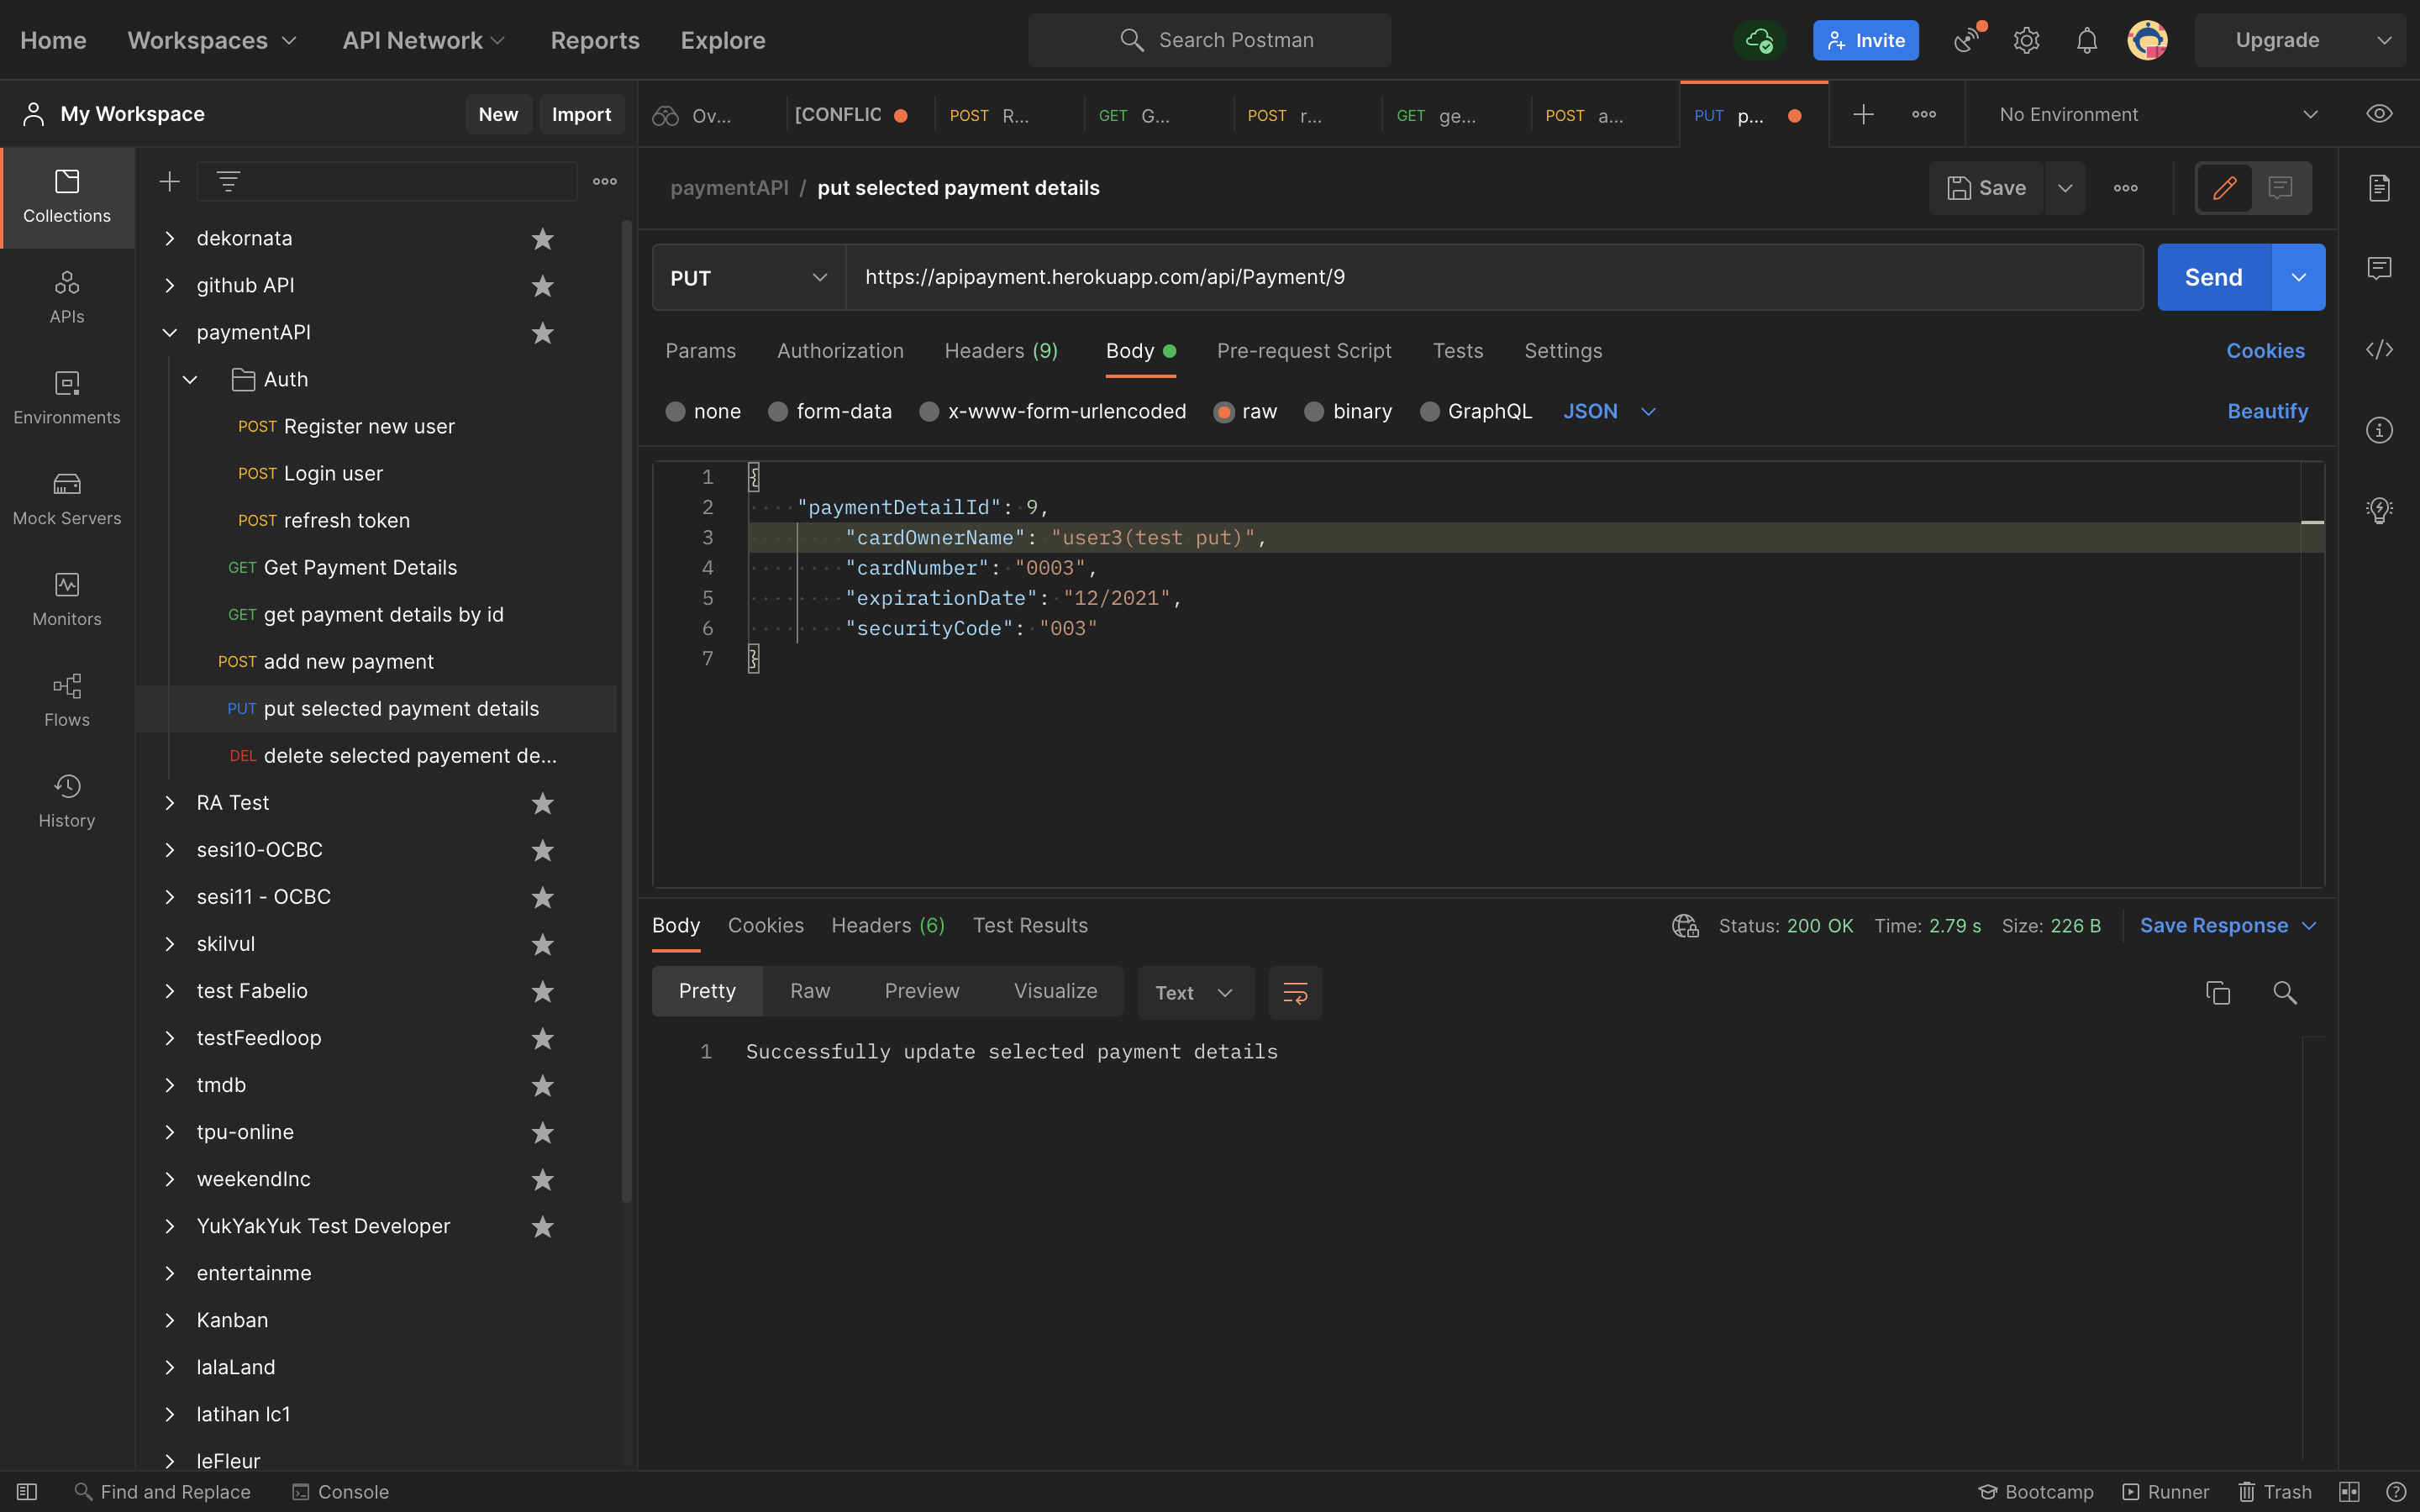 Home Workspaces API Network Reports Explore Search Postman Invite Upgrade
My Workspace New Import
Ov... [CONFLIC POST R... GET G... POST r... GET ge... POST a... PUT p... No Environment
Collections
APIs
Environments
Mock Servers
Monitors
Flows
History
dekornata
github API
paymentAPI
Auth
POST Register new user
POST Login user
POST refresh token
GET Get Payment Details
GET get payment details by id
POST add new payment
PUT put selected payment details
DEL delete selected payement de...
RA Test
sesi10-OCBC
sesi11 - OCBC
skilvul
test Fabelio
testFeedloop
tmdb
tpu-online
weekendInc
YukYakYuk Test Developer
entertainme
Kanban
lalaLand
latihan lc1
leFleur
paymentAPI / put selected payment details Save
PUT https://apipayment.herokuapp.com/api/Payment/9 Send
Params Authorization Headers (9) Body Pre-request Script Tests Settings Cookies
none form-data x-www-form-urlencoded raw binary GraphQL JSON Beautify
1 {
2 "paymentDetailId": 9,
3 "cardOwnerName": "user3(test put)",
4 "cardNumber": "0003",
5 "expirationDate": "12/2021",
6 "securityCode": "003"
7 }
Body Cookies Headers (6) Test Results Status: 200 OK Time: 2.79 s Size: 226 B Save Response
Pretty Raw Preview Visualize Text
1 Successfully update selected payment details
Find and Replace Console Bootcamp Runner Trash